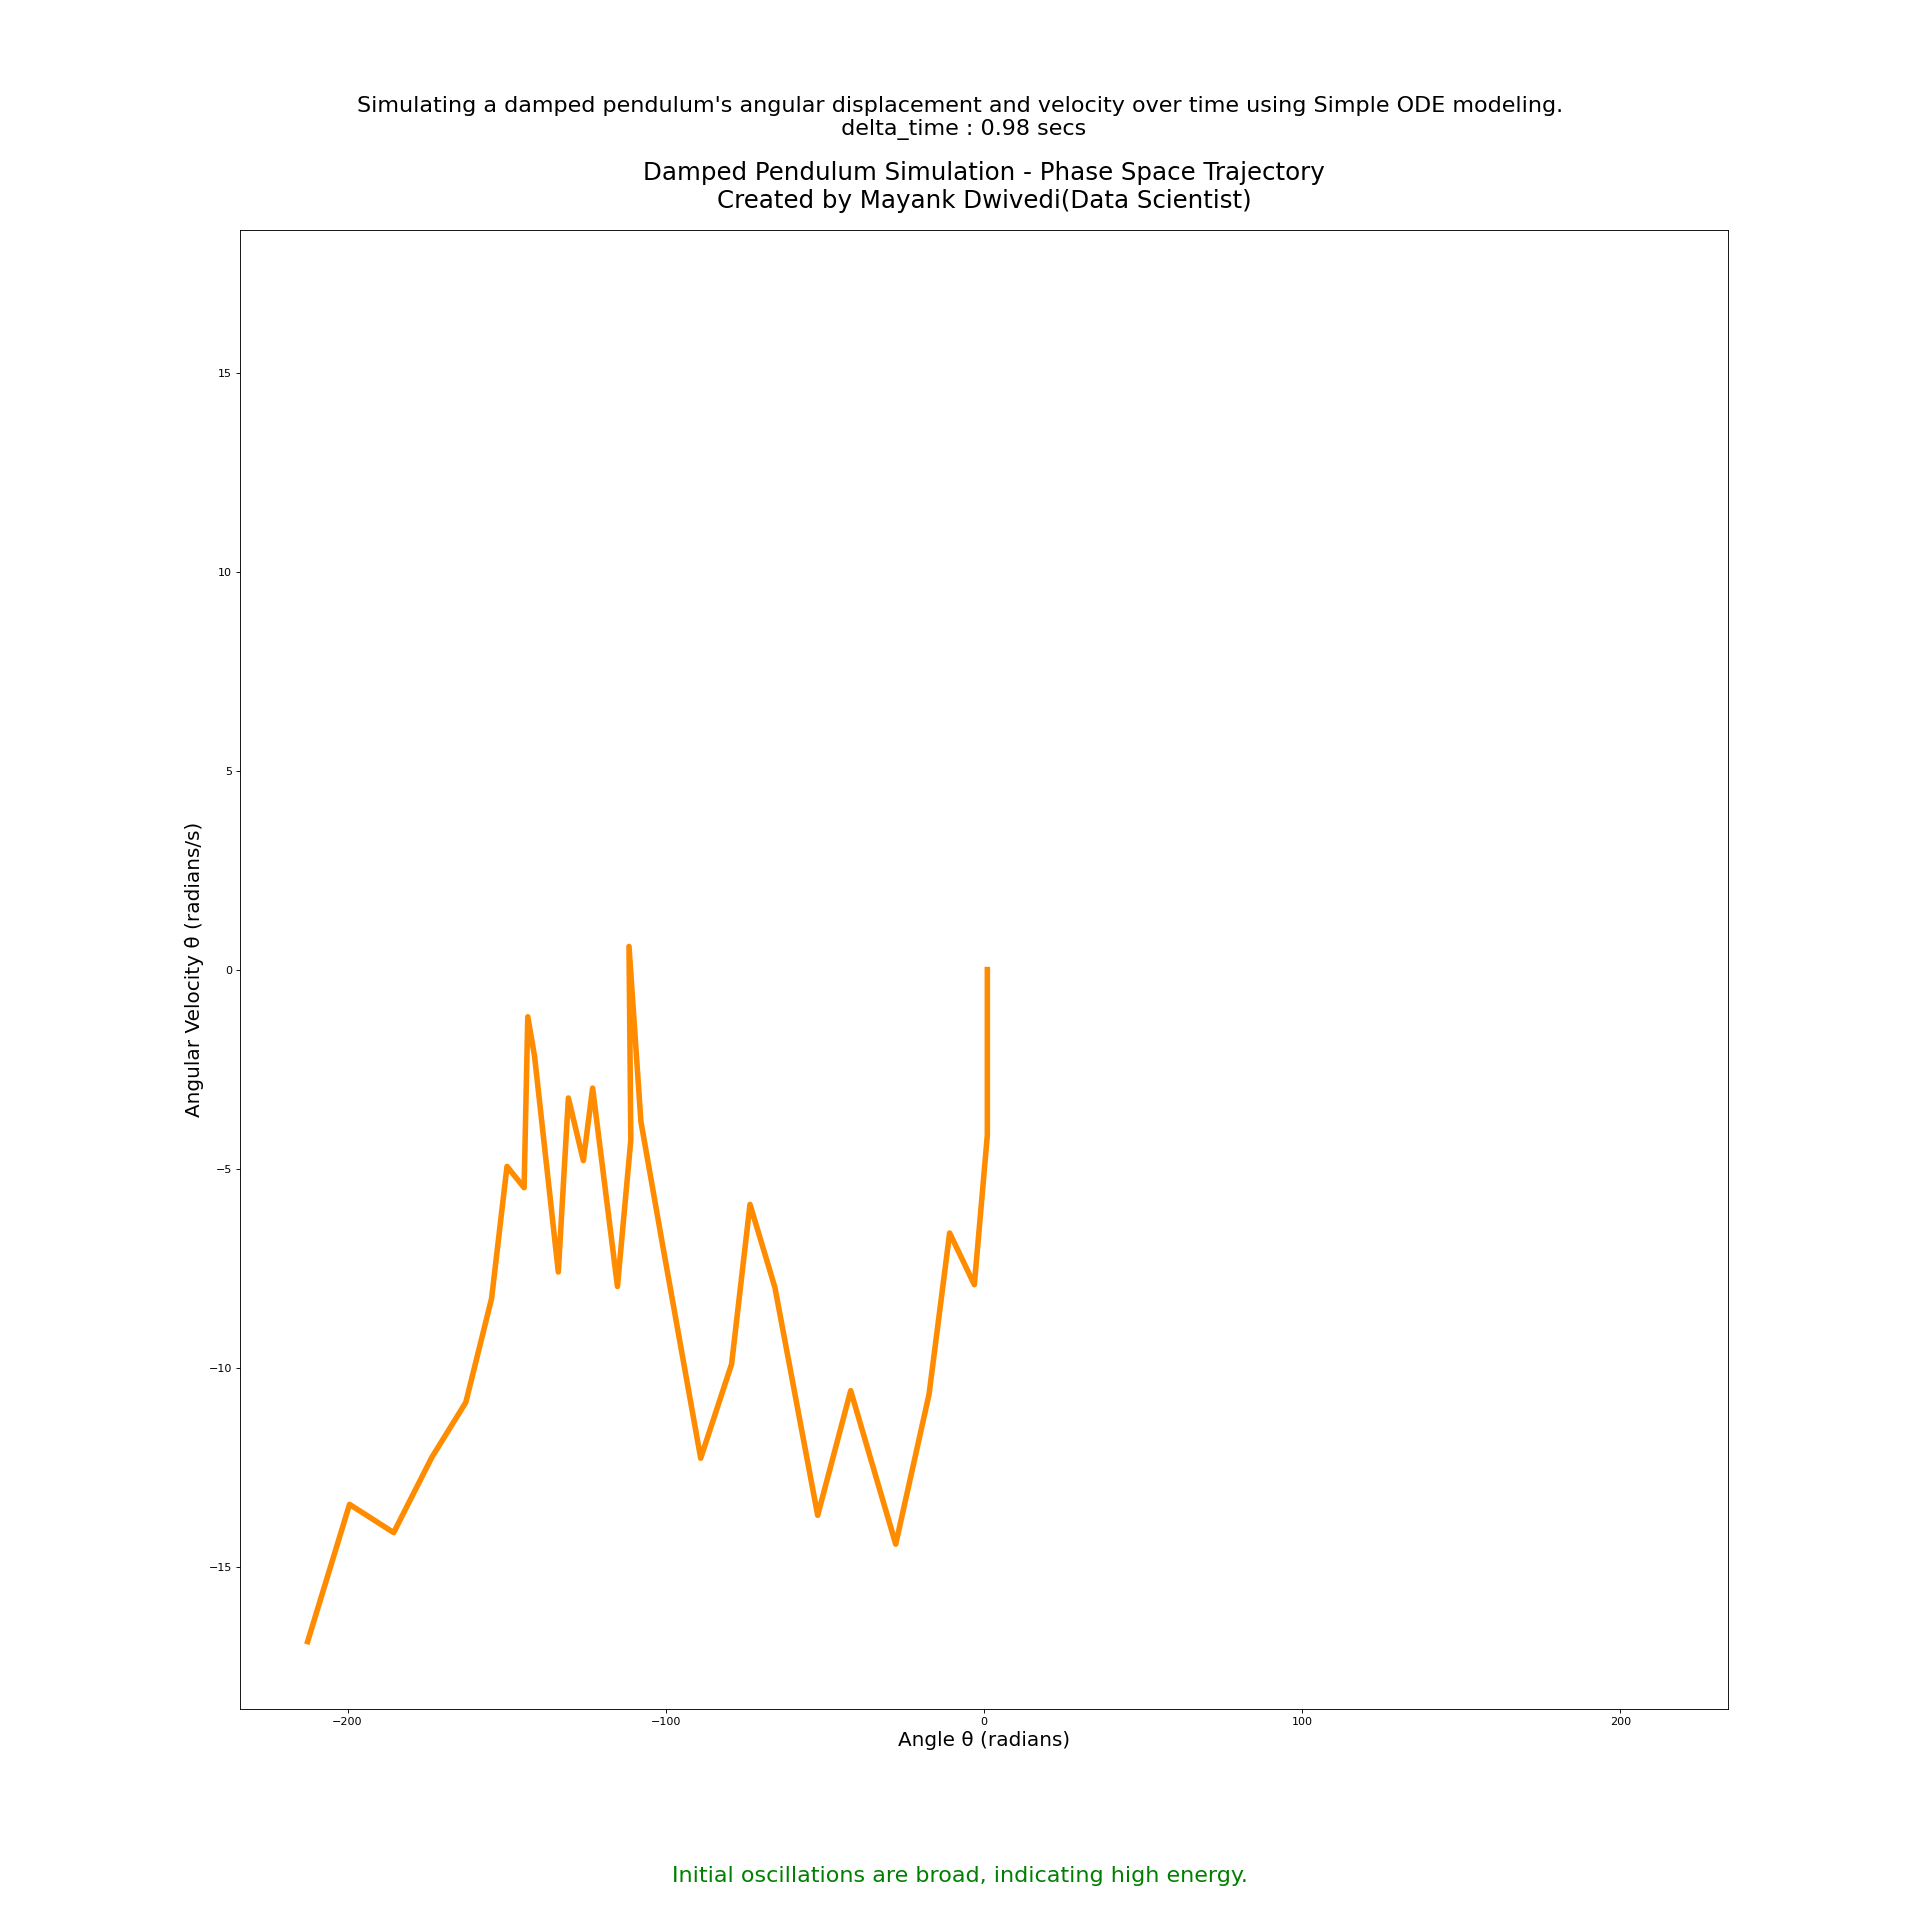 Simulating a damped pendulum's angular displacement and velocity over time using Simple ODE modeling.
delta_time : 0.98 secs
Damped Pendulum Simulation - Phase Space Trajectory
Created by Mayank Dwivedi(Data Scientist)
15
10
5
0
−5
−10
−15
Angular Velocity θ (radians/s)
−200
−100
0
100
200
Angle θ (radians)
Initial oscillations are broad, indicating high energy.